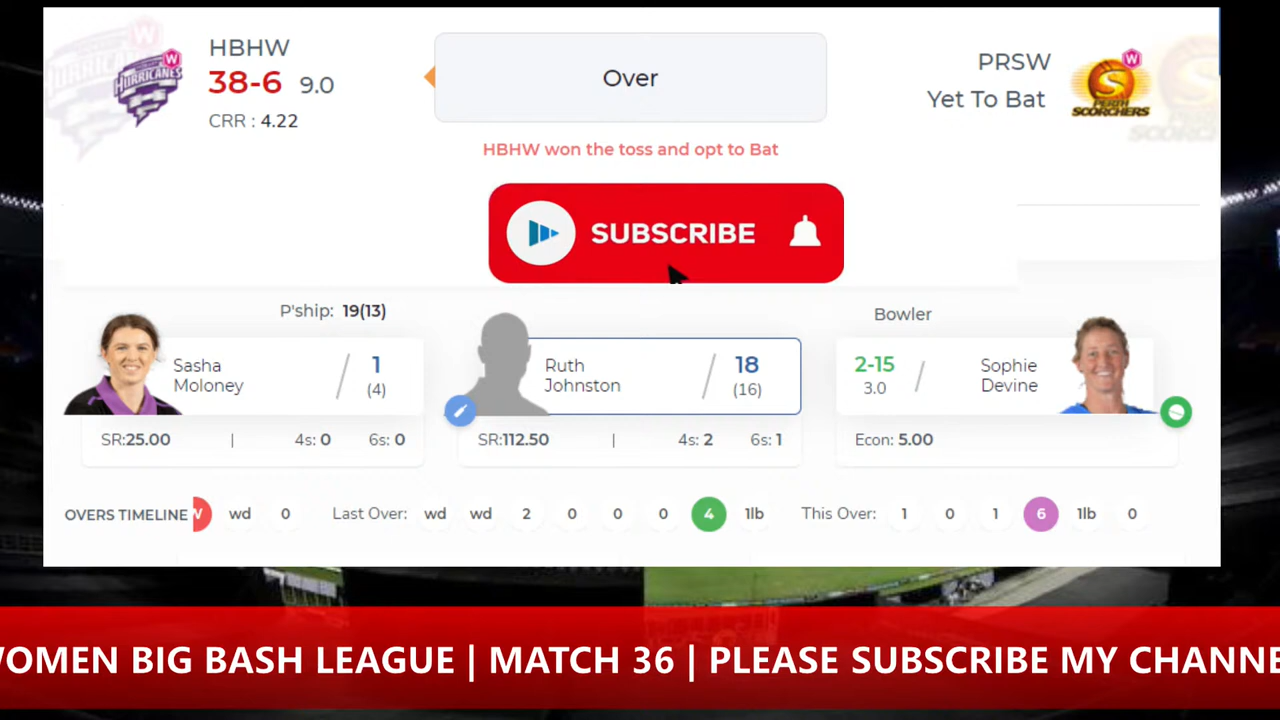 HBHW
38-6 9.0
CRR : 4.22
HURRICANES
W
Over
HBHW won the toss and opt to Bat
PRSW
Yet To Bat
W
S
PERTH
SCORCHERS
SUBSCRIBE
P'ship: 19(13)
Bowler
Sasha
Moloney
1
(4)
Ruth
Johnston
18
(16)
2-15
3.0
Sophie
Devine
SR:25.00 | 4s: 0 6s: 0
SR:112.50 | 4s: 2 6s: 1
Econ: 5.00
OVERS TIMELINE W wd 0 Last Over: wd wd 2 0 0 0 4 1lb This Over: 1 0 1 6 1lb 0
WOMEN BIG BASH LEAGUE | MATCH 36 | PLEASE SUBSCRIBE MY CHANNE